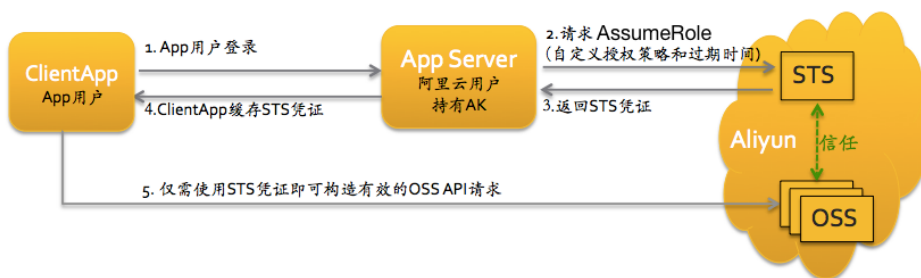 1. App用户登录
2.请求 AssumeRole
(自定义授权策略和过期时间)
ClientApp
App用户
App Server
阿里云用户
持有AK
STS
4.ClientApp缓存STS凭证
3.返回STS凭证
Aliyun
信任
5. 仅需使用STS凭证即可构造有效的OSS API请求
OSS